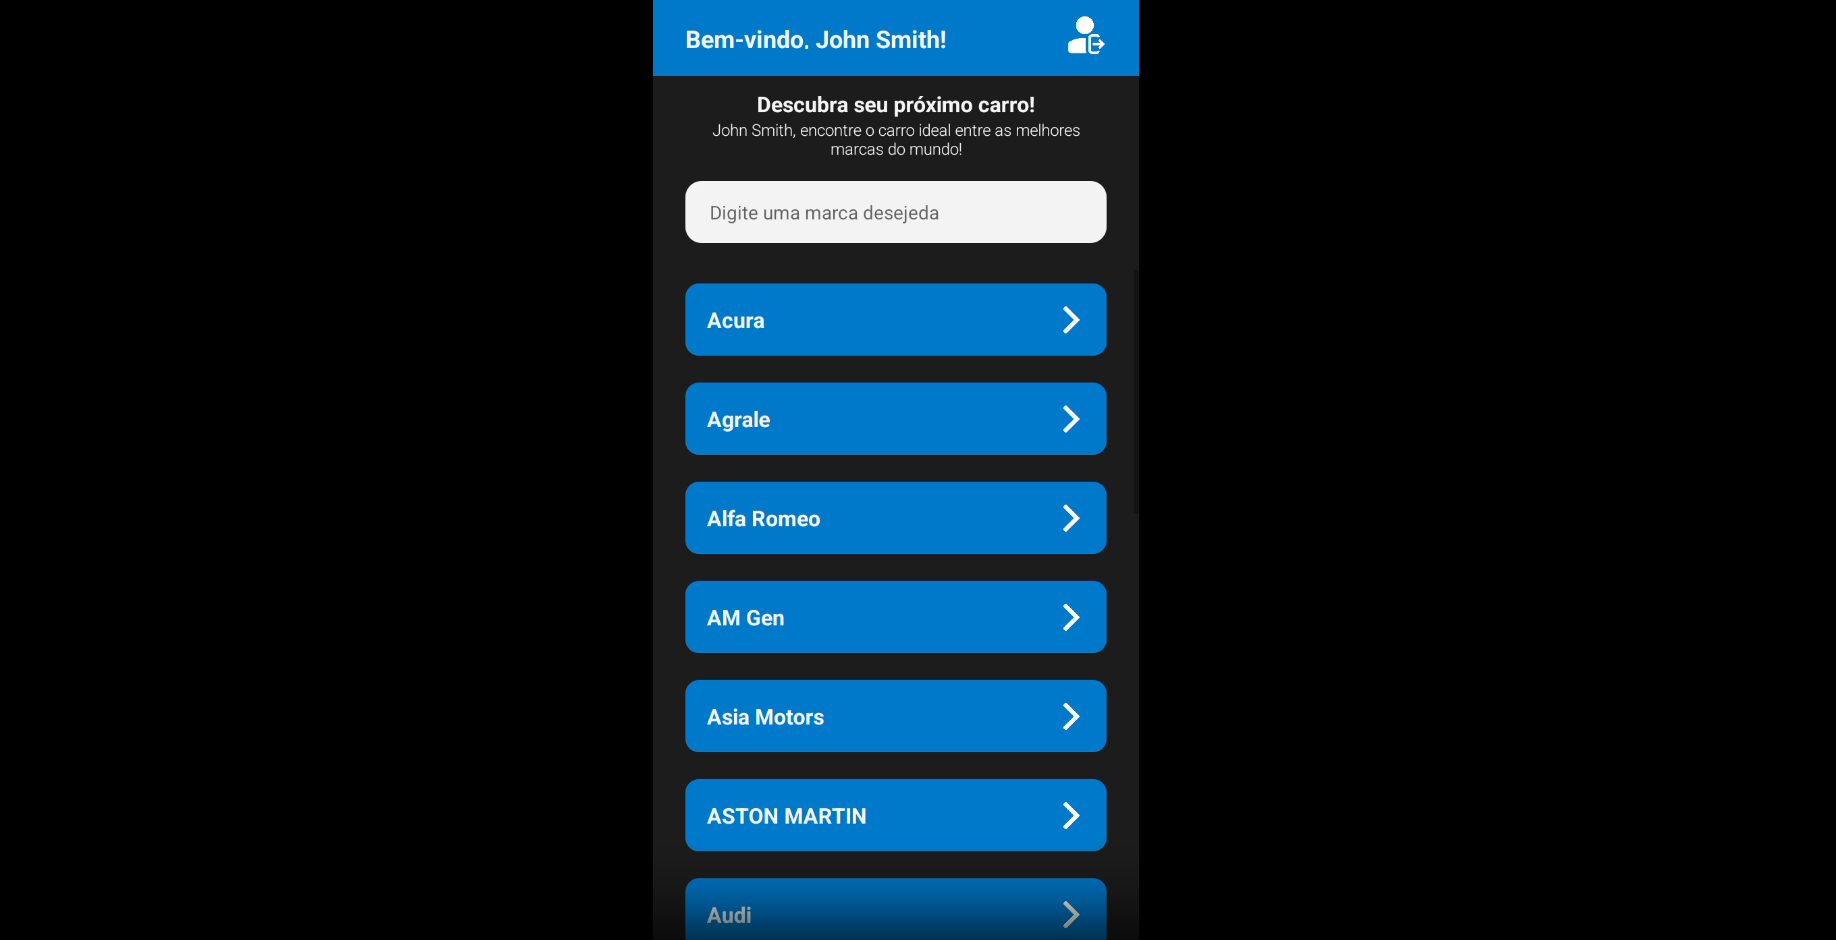 Bem-vindo. John Smith!
Descubra seu próximo carro!
John Smith, encontre o carro ideal entre as melhores
marcas do mundo!
Digite uma marca desejeda
Acura
Agrale
Alfa Romeo
AM Gen
Asia Motors
ASTON MARTIN
Audi